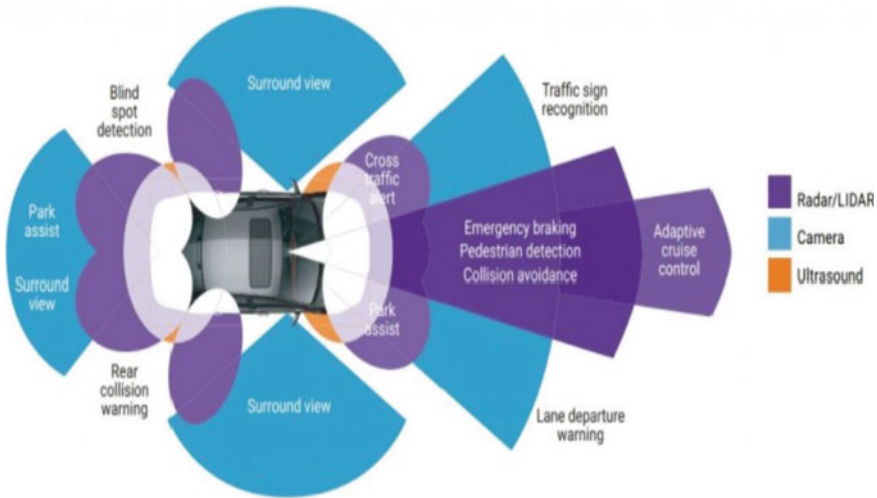 Surround view
Blind
spot
detection
Traffic sign
recognition
Cross
traffic
alert
Park
assist
Surround
view
Emergency braking
Pedestrian detection
Collision avoidance
Adaptive
cruise
control
Radar/LIDAR
Camera
Ultrasound
Park
assist
Rear
collision
warning
Surround view
Lane departure
warning